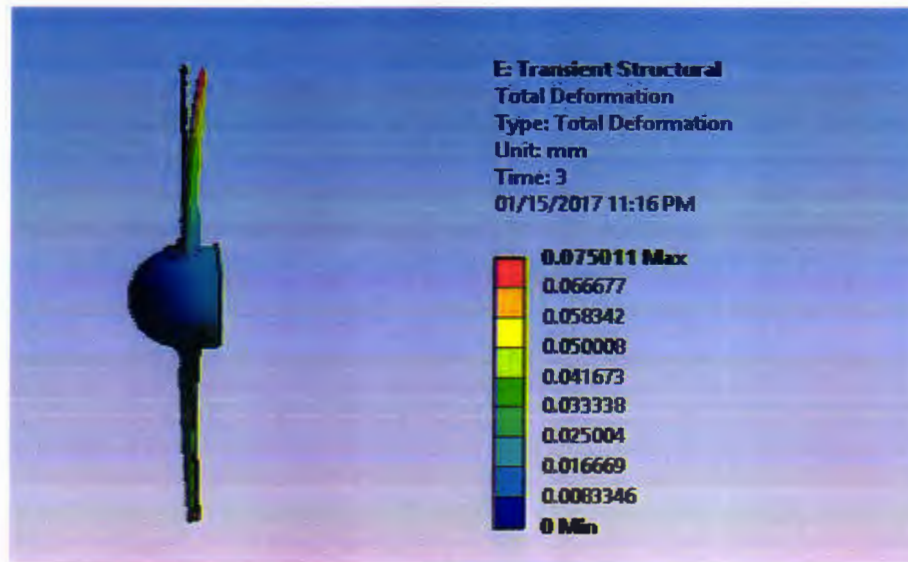 E: Transient Structural
Total Deformation
Type: Total Deformation
Unit: mm
Time: 3
01/15/2017 11:16 PM
0.075011 Max
0.066677
0.058342
0.050008
0.041673
0.033338
0.025004
0.016669
0.0083346
0 Min